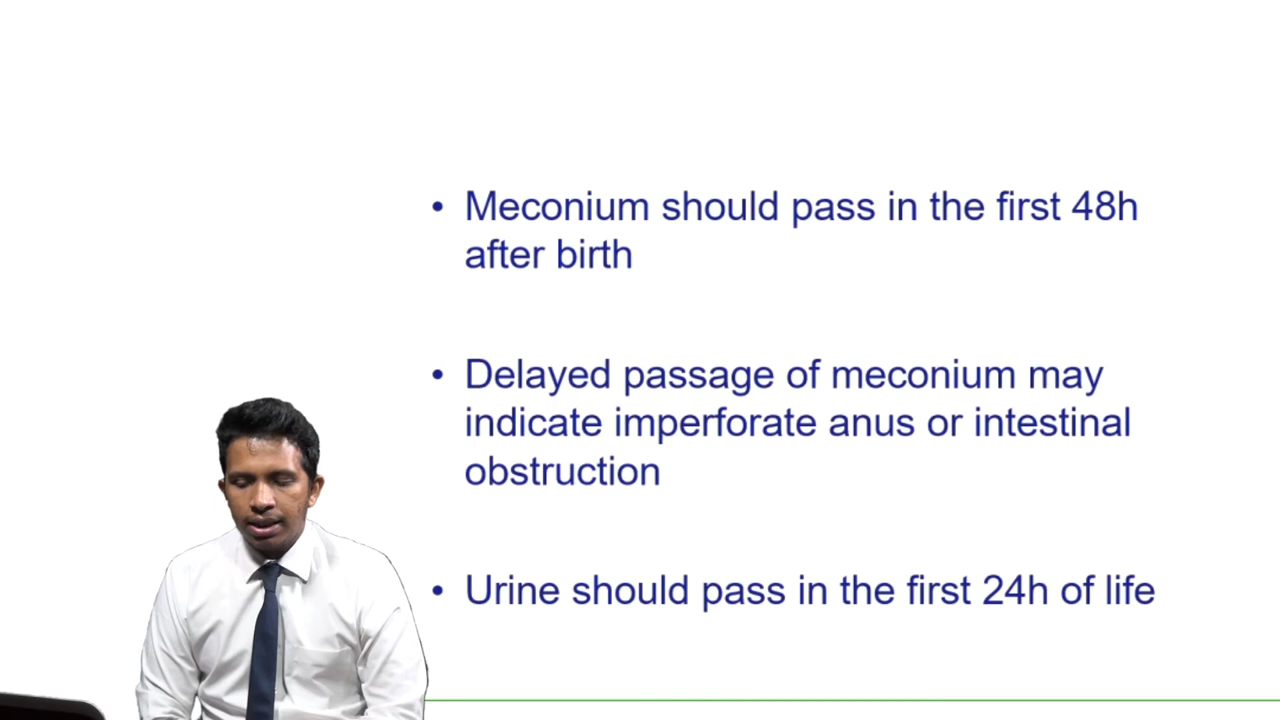 • Meconium should pass in the first 48h
after birth
• Delayed passage of meconium may
indicate imperforate anus or intestinal
obstruction
• Urine should pass in the first 24h of life